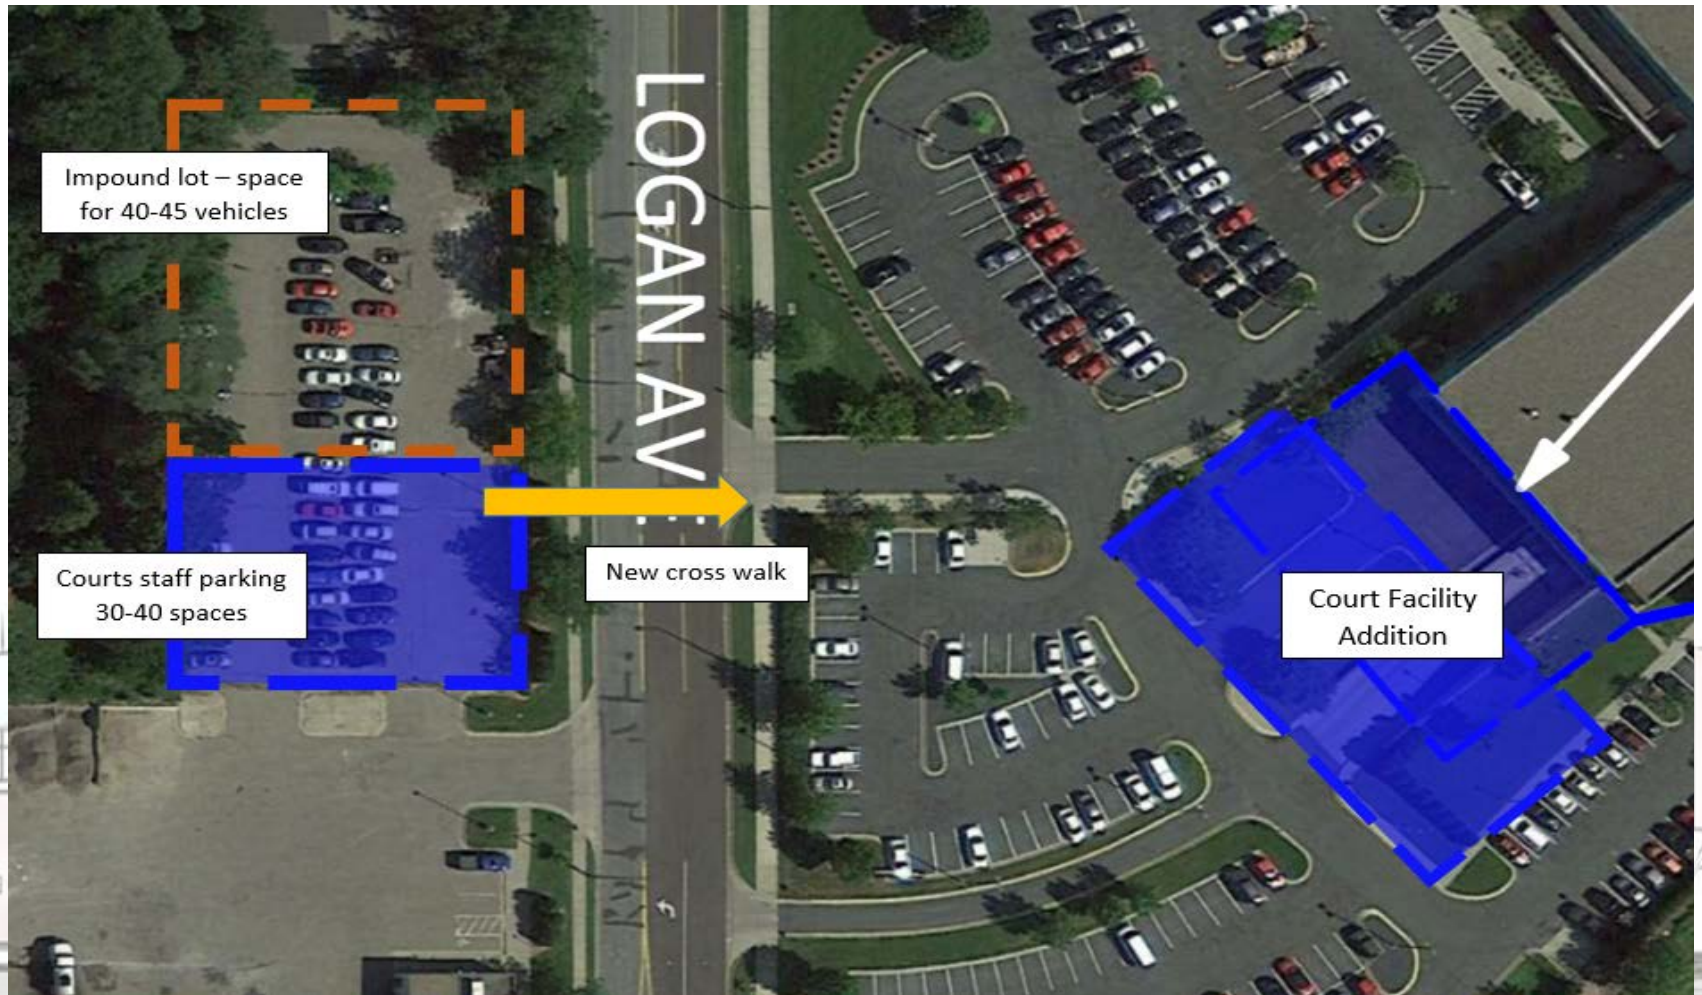 Impound lot – space
for 40-45 vehicles
LOGAN AVE.
Courts staff parking
30-40 spaces
New cross walk
Court Facility
Addition